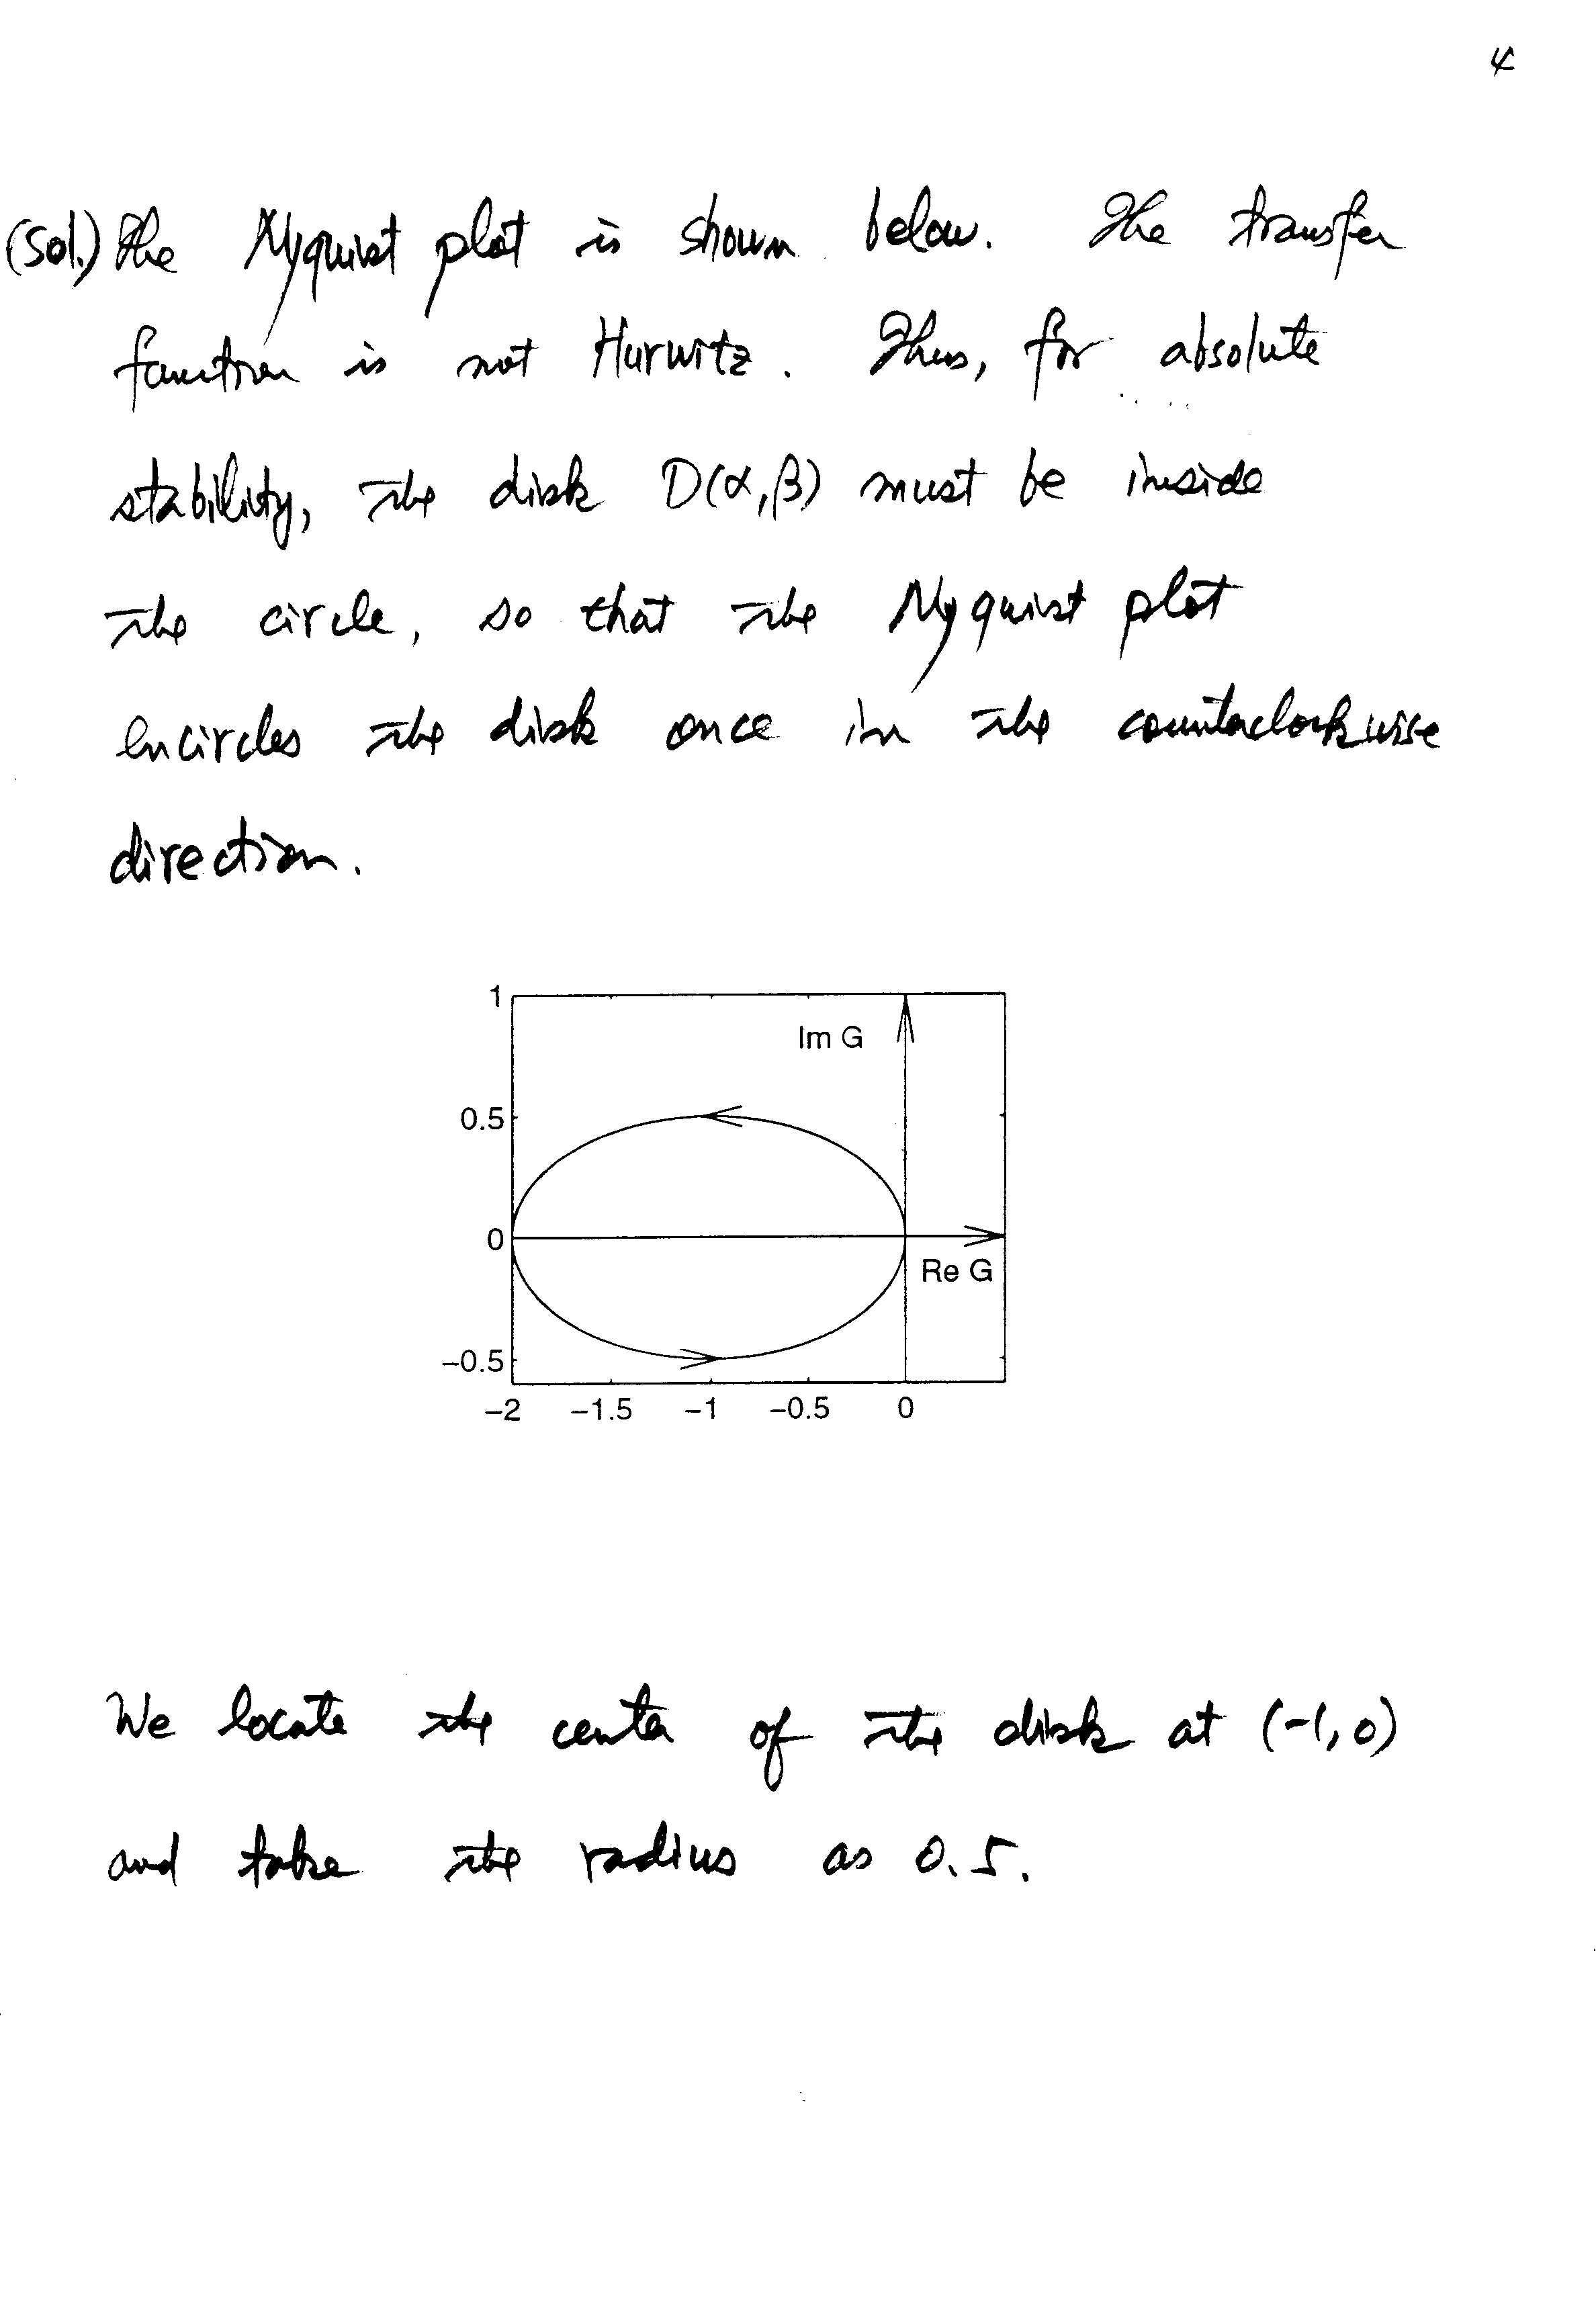 4
(sol.) The Nyquist plot is shown below. The transfer
function is not Hurwitz. Thus, for absolute
stability, the disk D(α,β) must be inside
the circle, so that the Nyquist plot
encircles the disk once in the counterclockwise
direction.
1
Im G
0.5
0
Re G
−0.5
−2 −1.5 −1 −0.5 0
We locate the center of the disk at (-1,0)
and take the radius as 0.5.